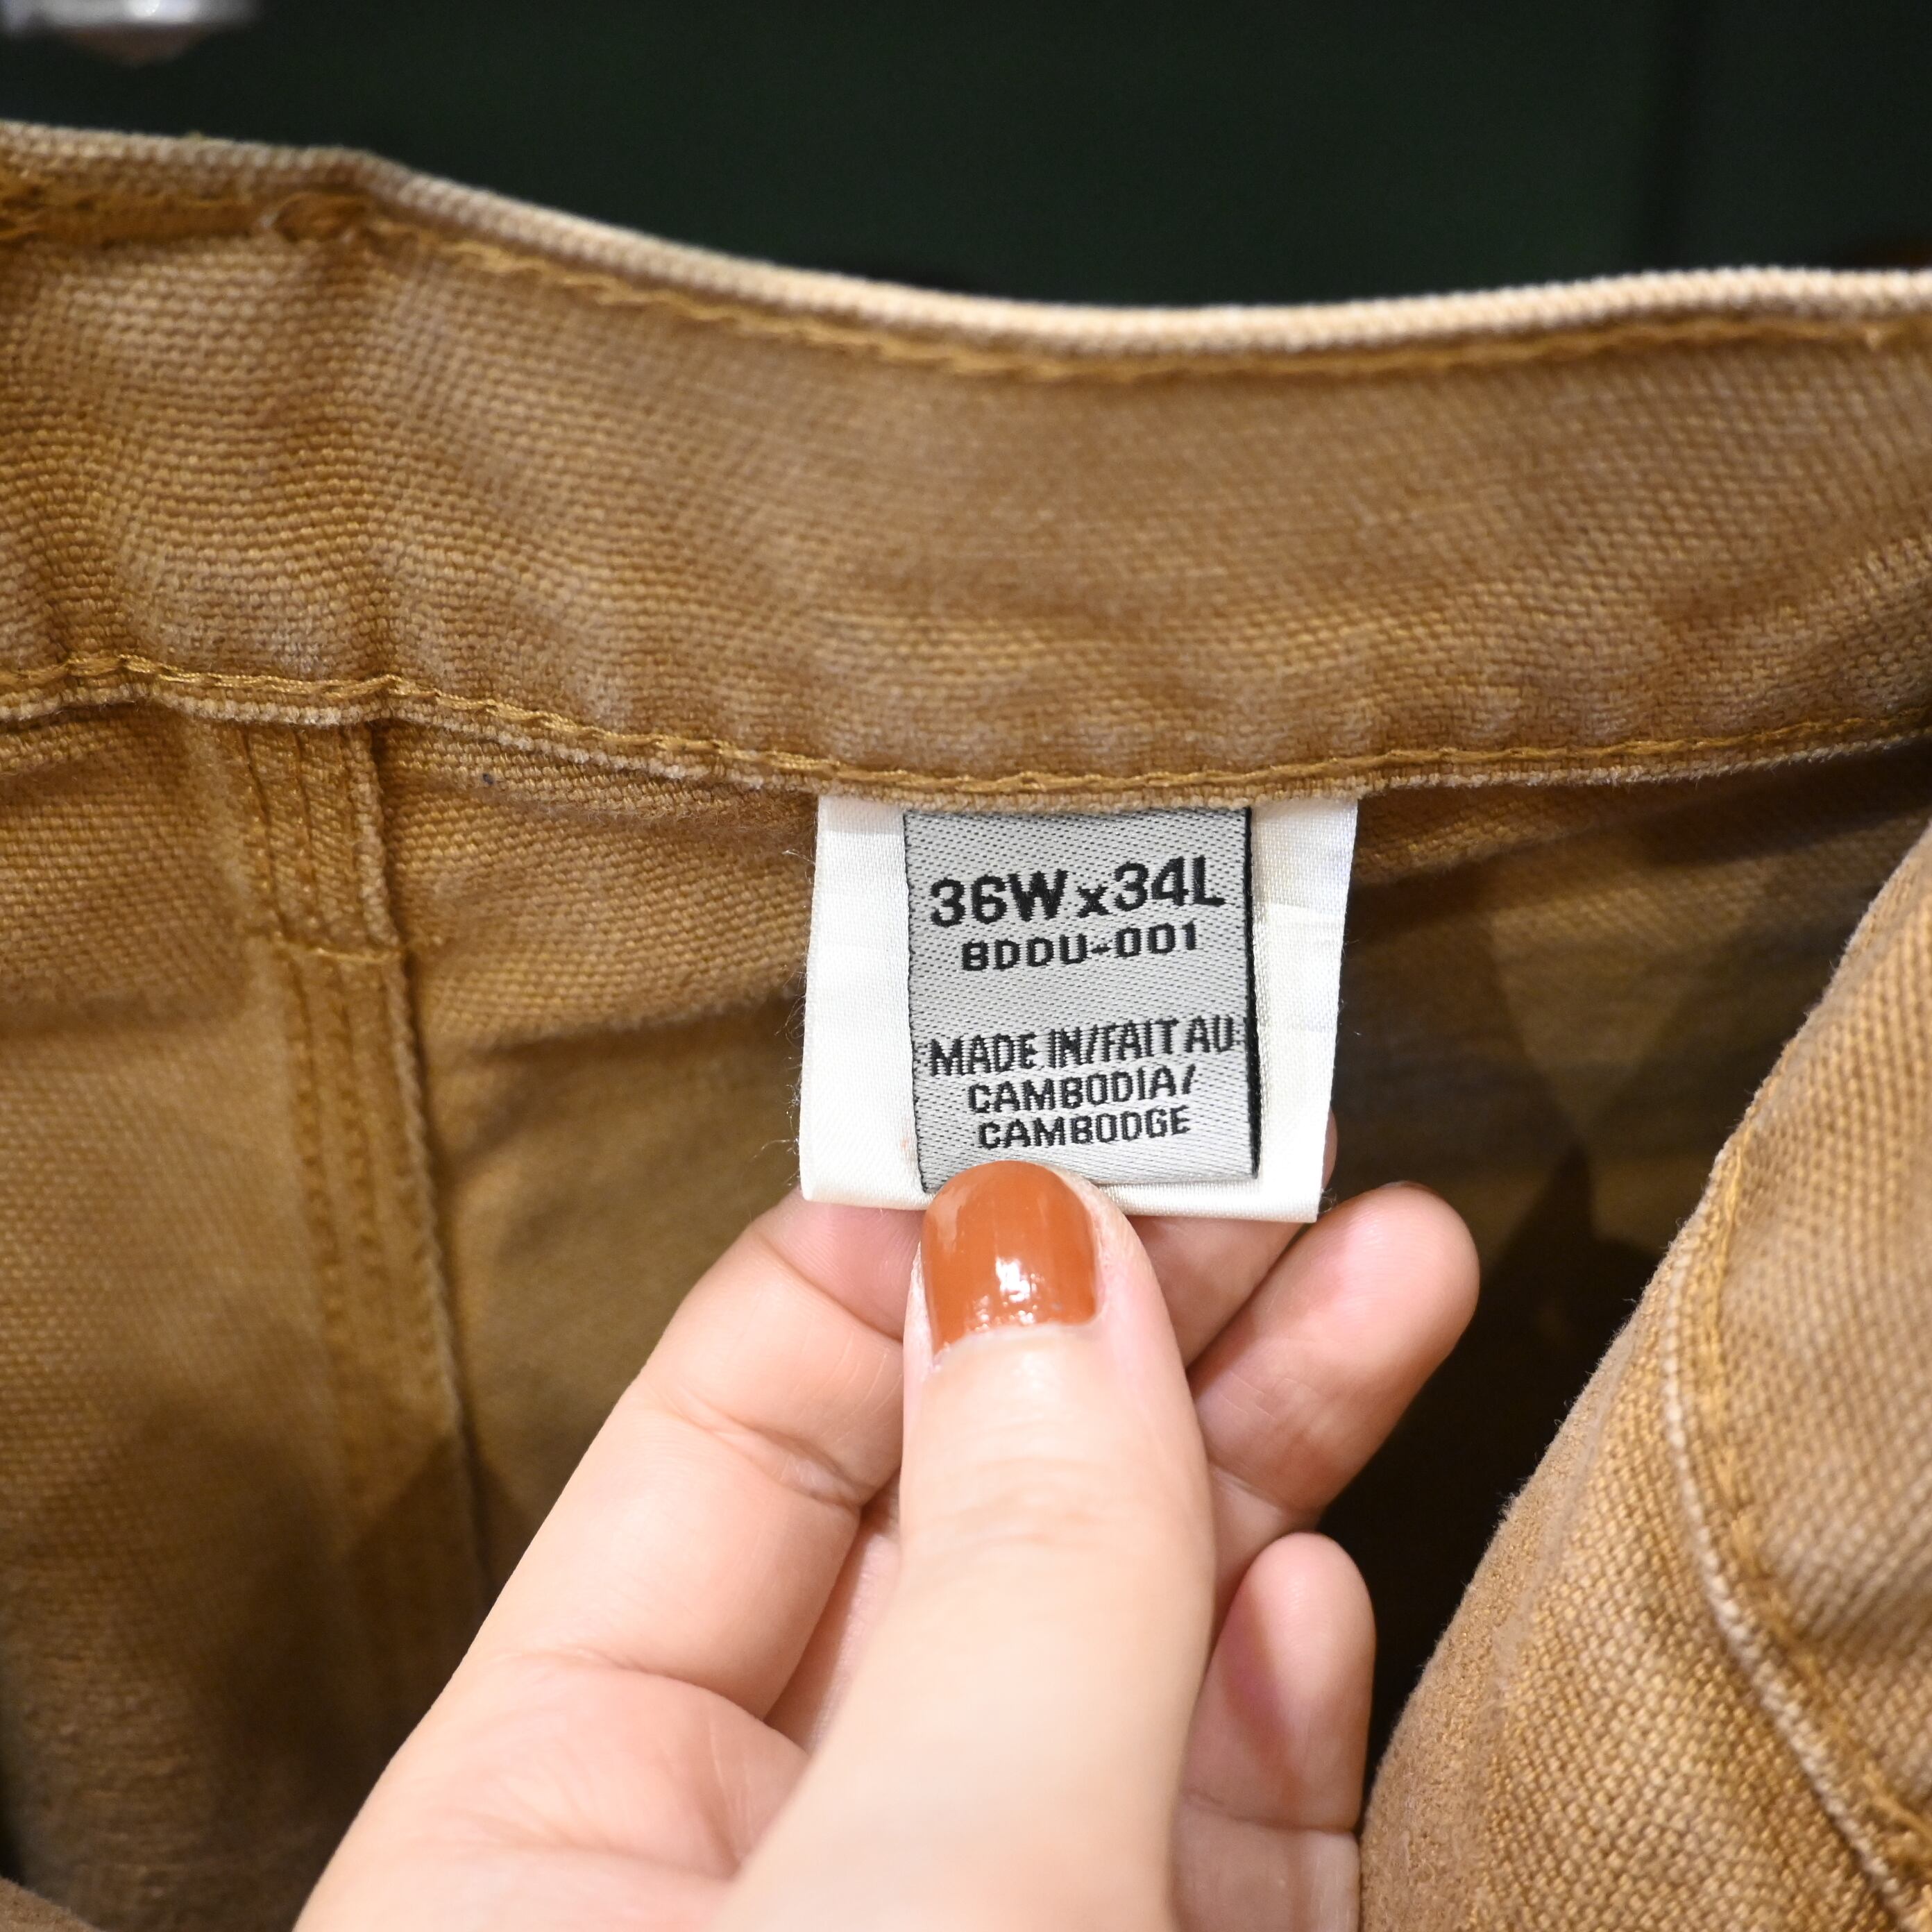 36W x 34L
BDDU-001
MADE IN/FAIT AU
CAMBODIA/
CAMBODGE